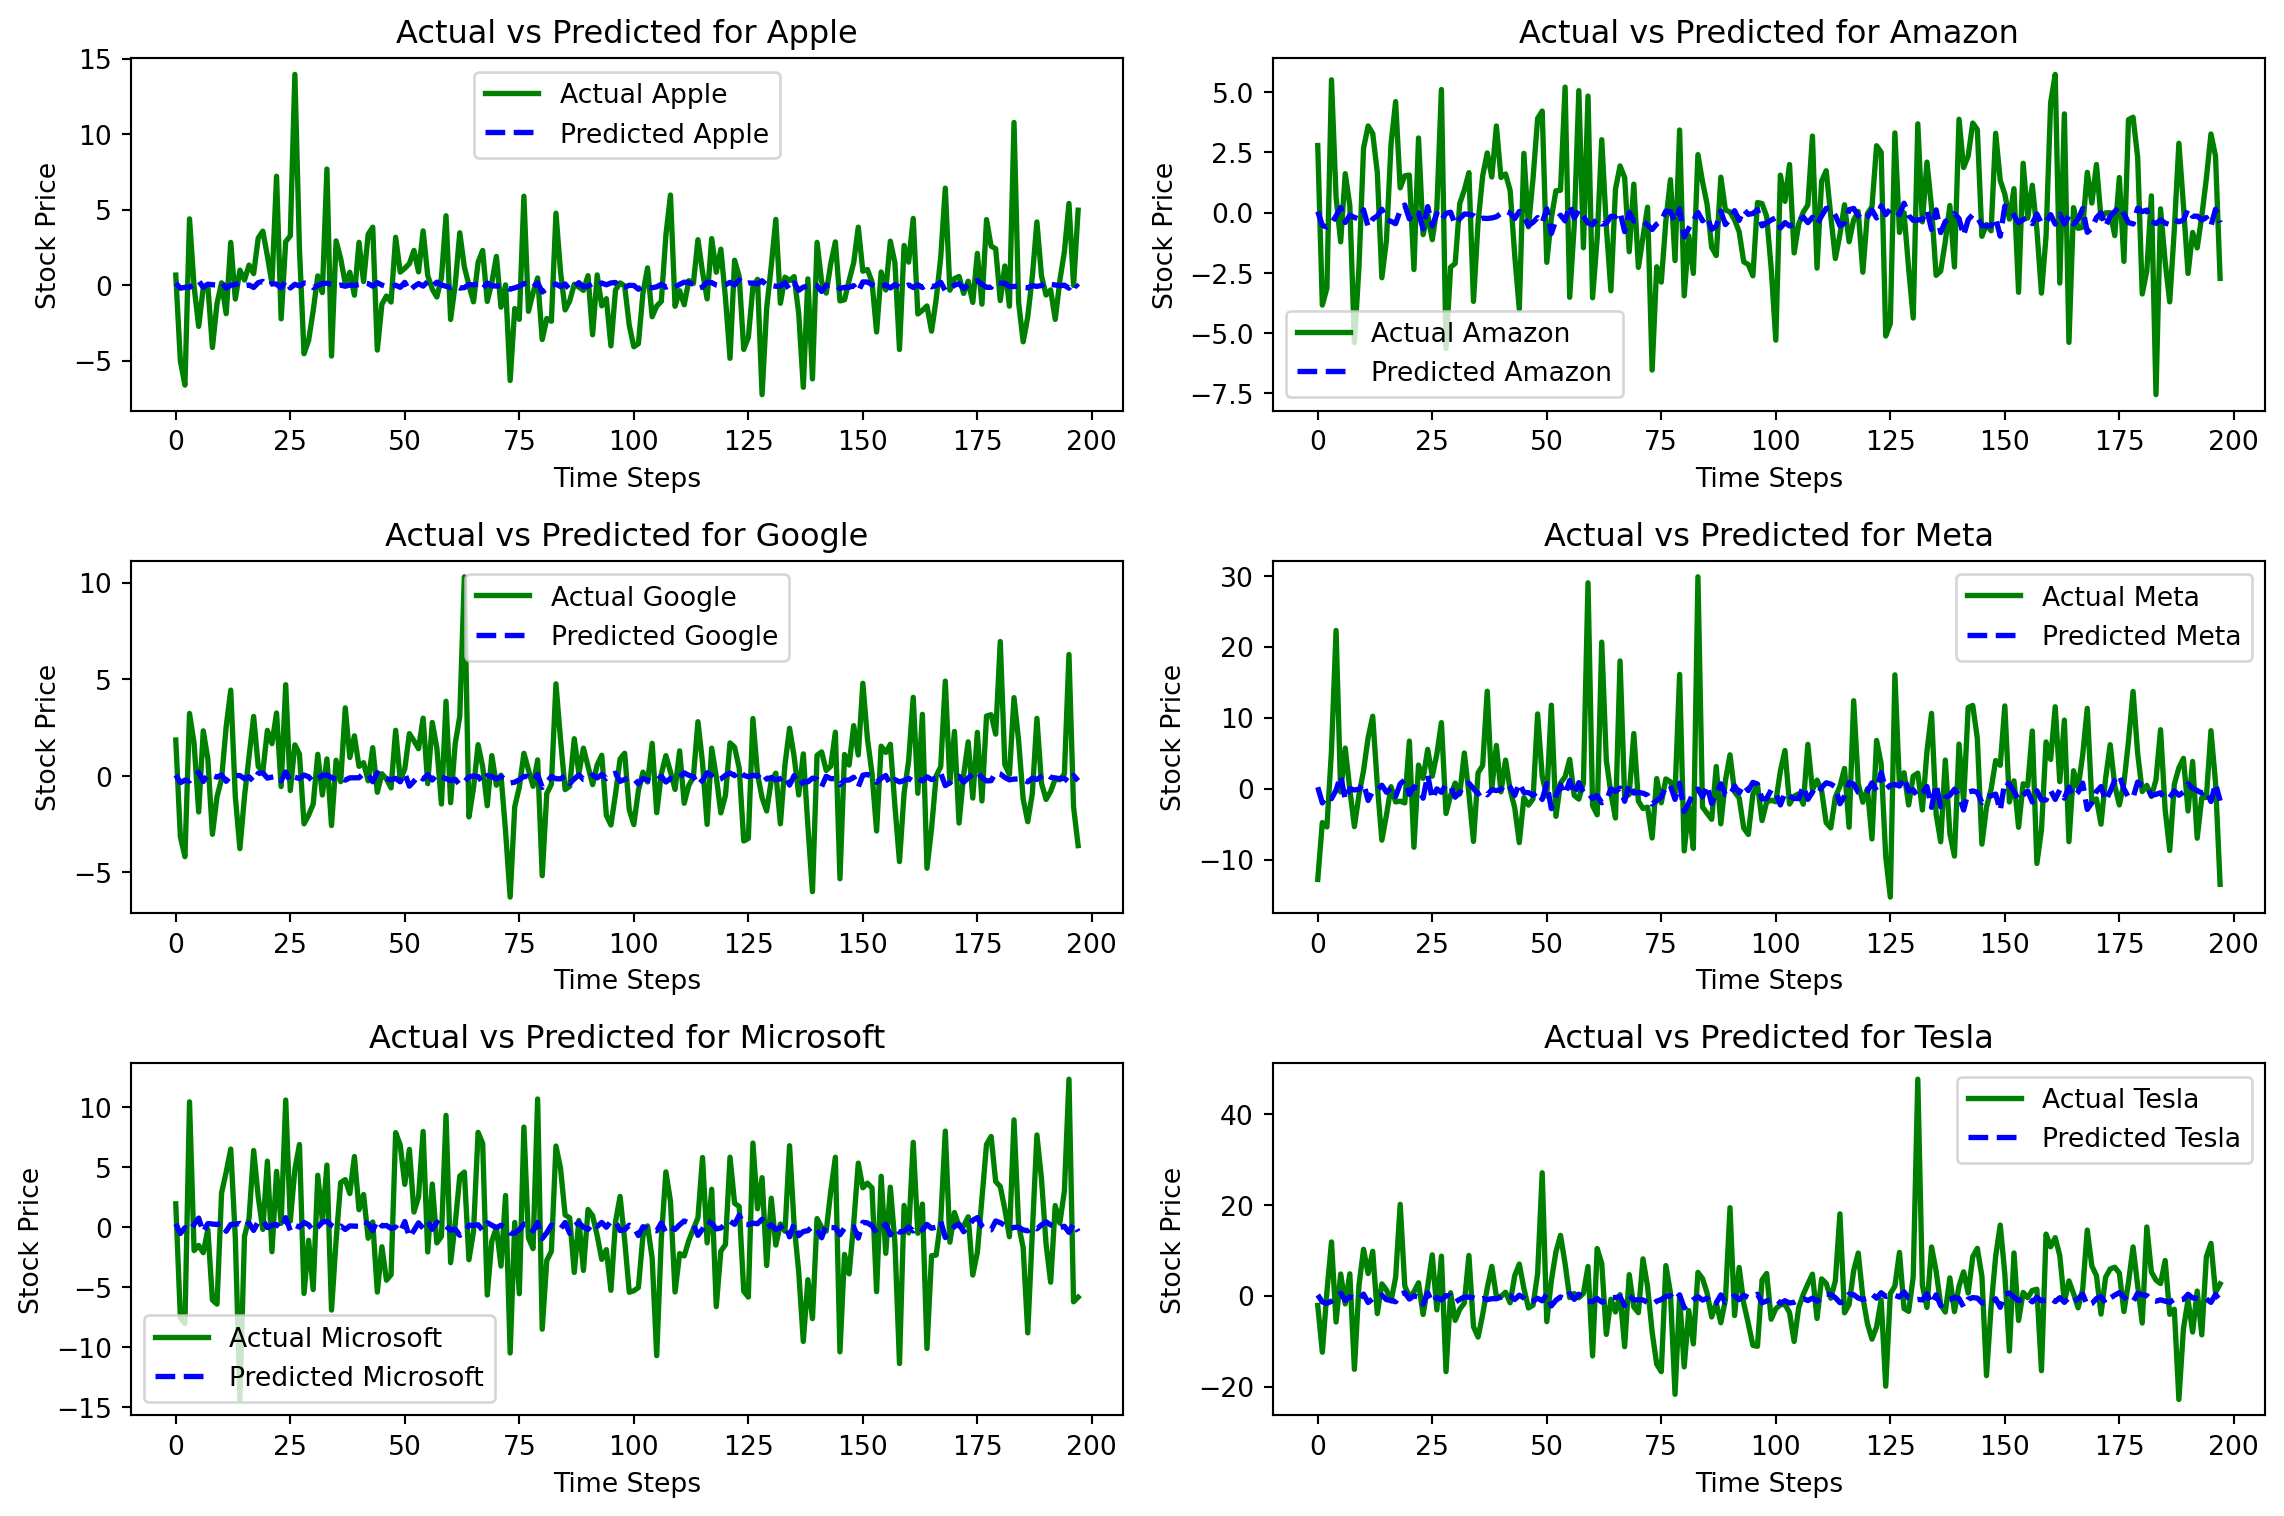 Actual vs Predicted for Apple
15
10
5
0
−5
Stock Price
Actual Apple
Predicted Apple
0 25 50 75 100 125 150 175 200
Time Steps
Actual vs Predicted for Amazon
5.0
2.5
0.0
−2.5
−5.0
−7.5
Stock Price
Actual Amazon
Predicted Amazon
0 25 50 75 100 125 150 175 200
Time Steps
Actual vs Predicted for Google
10
5
0
−5
Stock Price
Actual Google
Predicted Google
0 25 50 75 100 125 150 175 200
Time Steps
Actual vs Predicted for Meta
30
20
10
0
−10
Stock Price
Actual Meta
Predicted Meta
0 25 50 75 100 125 150 175 200
Time Steps
Actual vs Predicted for Microsoft
10
5
0
−5
−10
−15
Stock Price
Actual Microsoft
Predicted Microsoft
0 25 50 75 100 125 150 175 200
Time Steps
Actual vs Predicted for Tesla
40
20
0
−20
Stock Price
Actual Tesla
Predicted Tesla
0 25 50 75 100 125 150 175 200
Time Steps